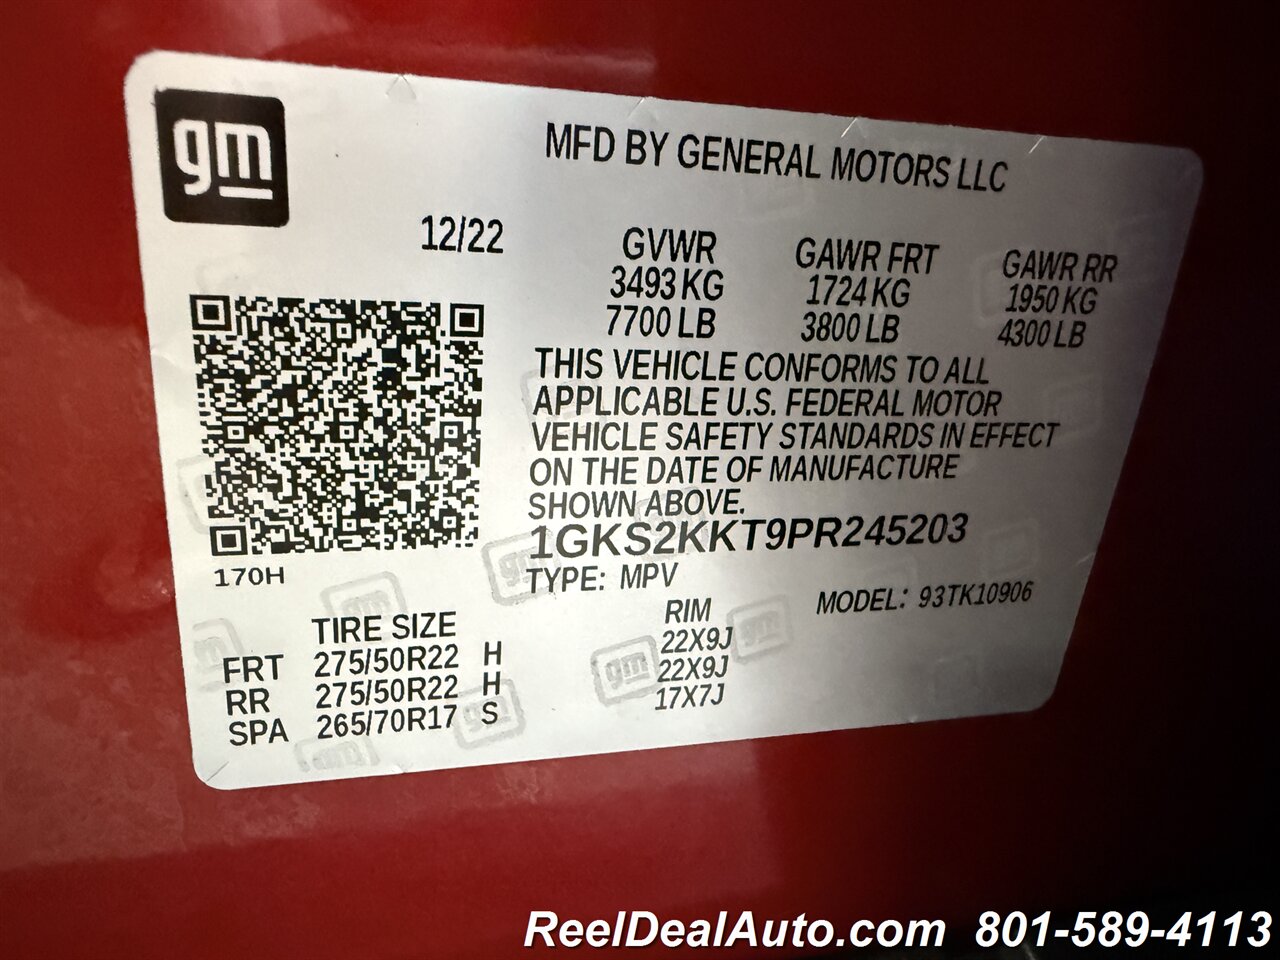 gm
MFD BY GENERAL MOTORS LLC
12/22
GVWR GAWR FRT GAWR RR
3493 KG 1724 KG 1950 KG
7700 LB 3800 LB 4300 LB
THIS VEHICLE CONFORMS TO ALL
APPLICABLE U.S. FEDERAL MOTOR
VEHICLE SAFETY STANDARDS IN EFFECT
ON THE DATE OF MANUFACTURE
SHOWN ABOVE.
1GKS2KKT9PR245203
170H
TYPE: MPV MODEL: 93TK10906
TIRE SIZE RIM
FRT 275/50R22 H 22X9J
RR 275/50R22 H 22X9J
SPA 265/70R17 S 17X7J
gm
ReelDealAuto.com 801-589-4113